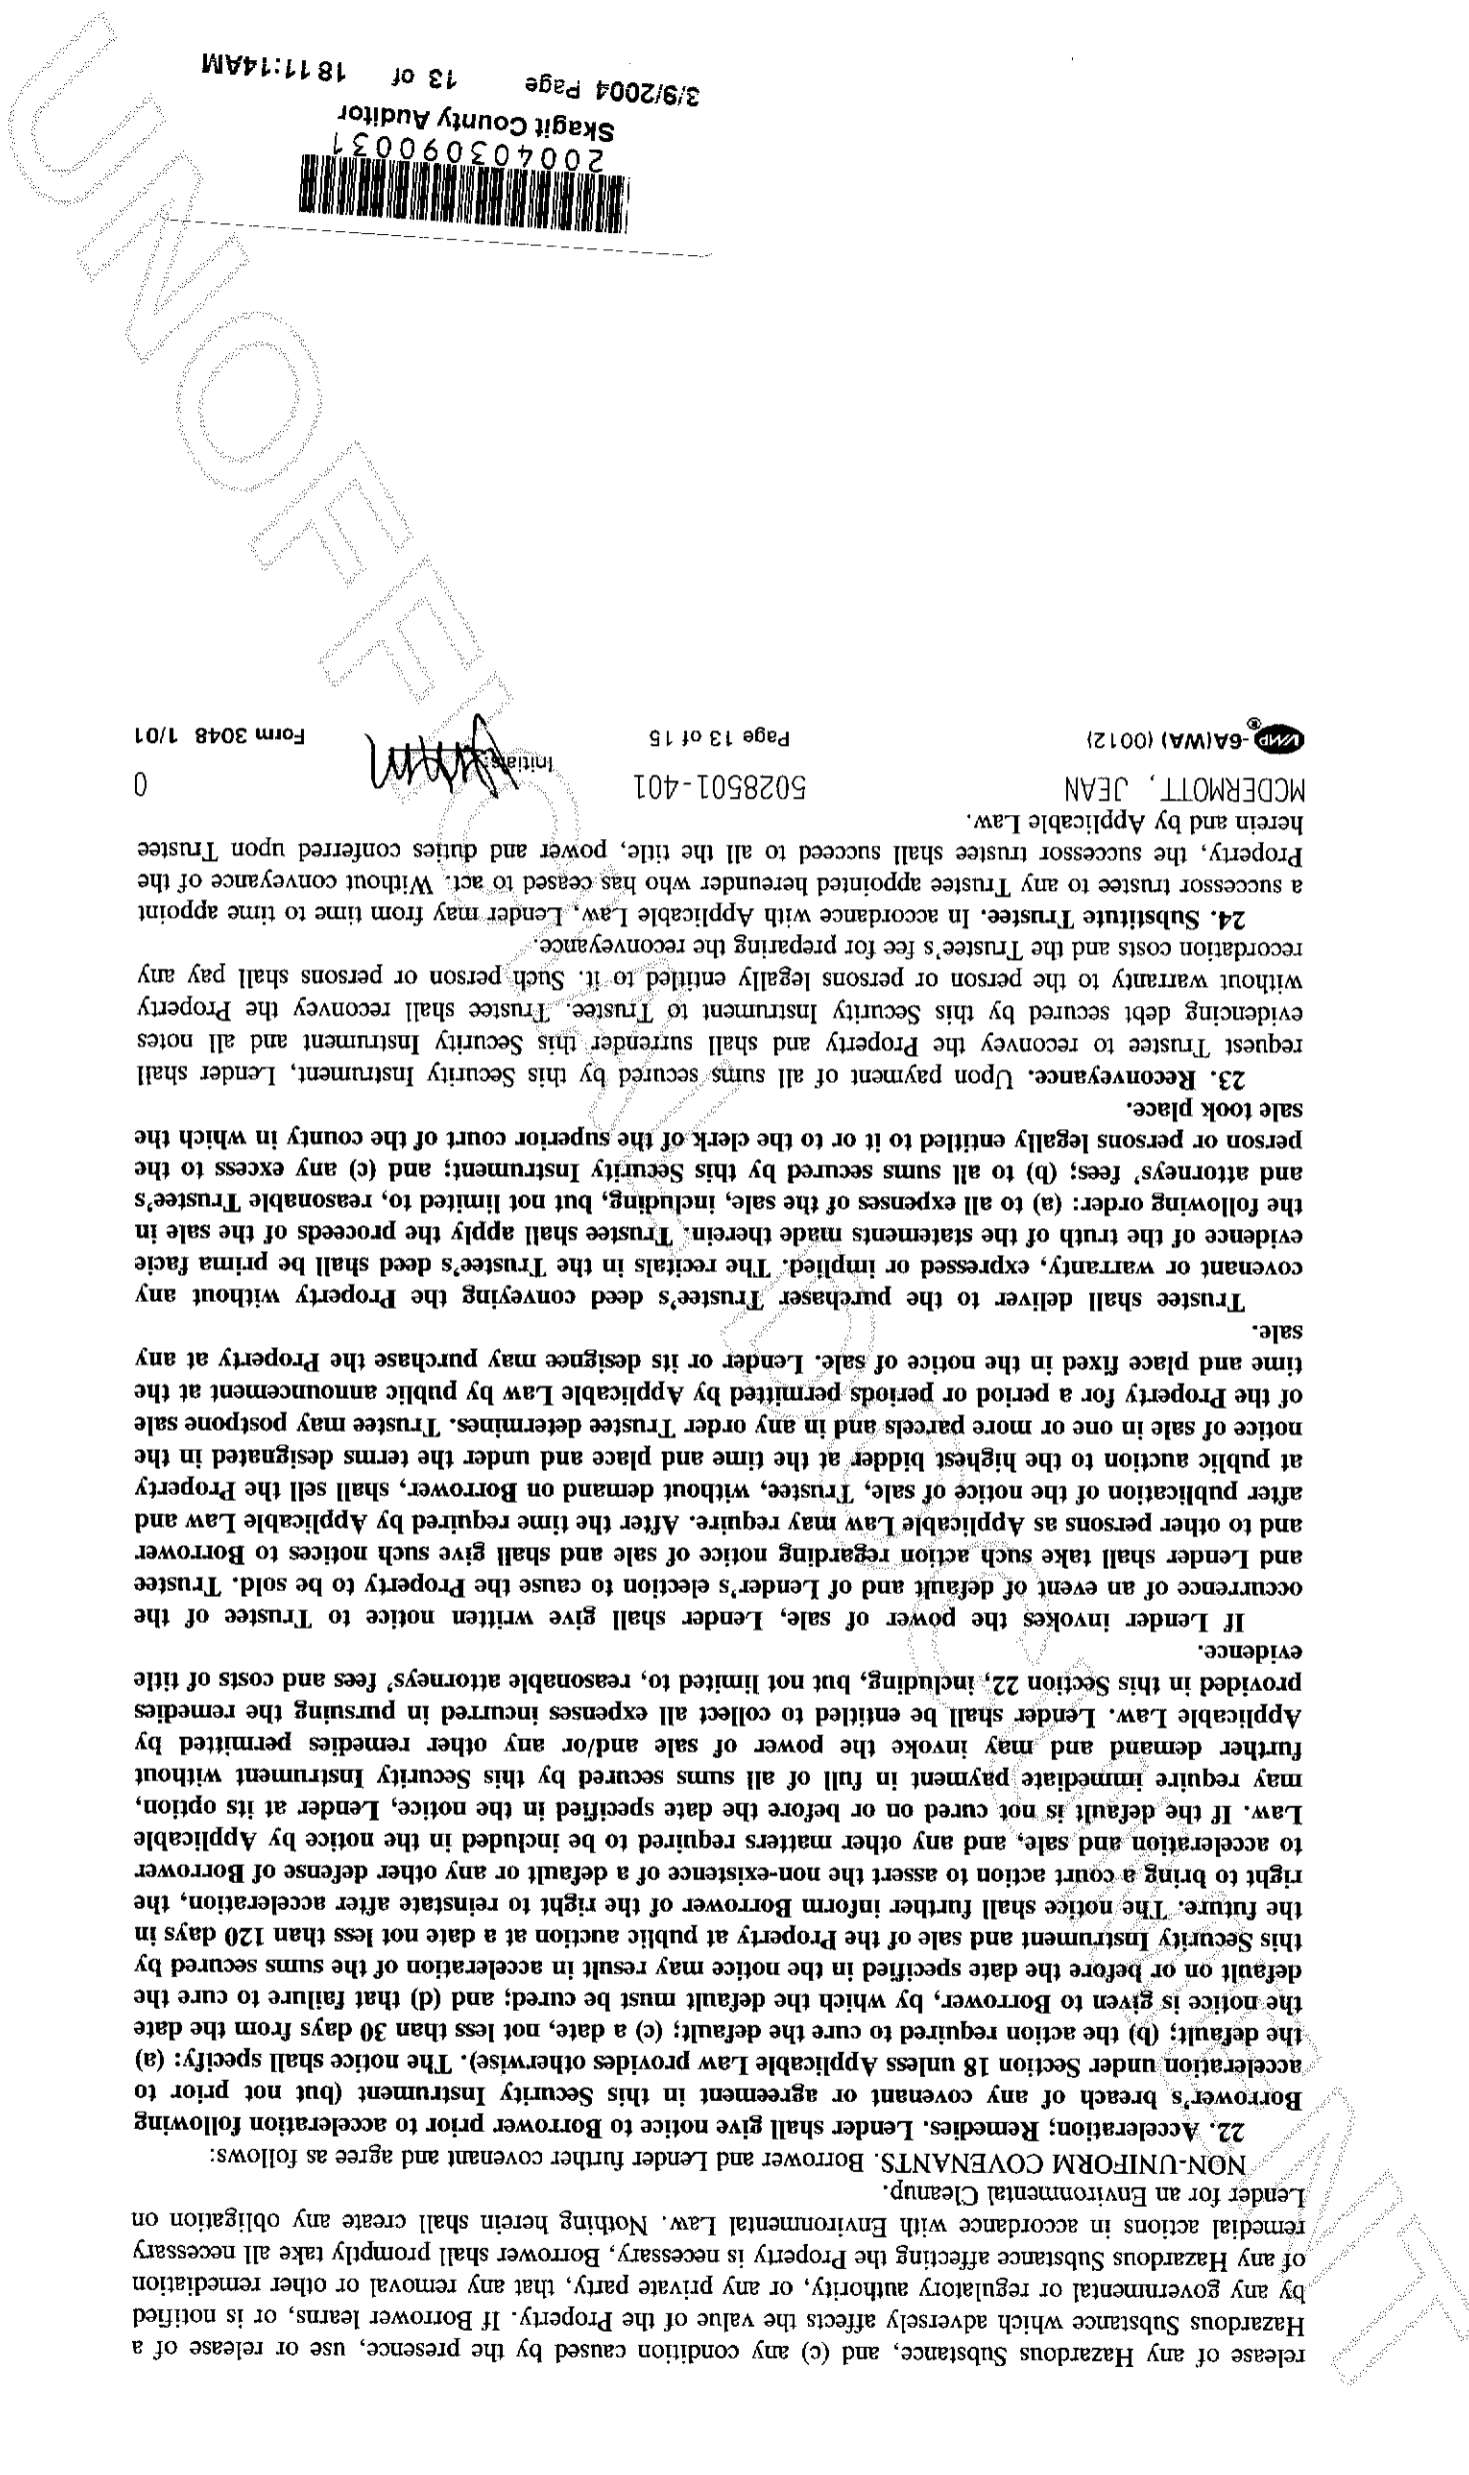 release of any Hazardous Substance, and (c) any condition caused by the presence, use or release of a
Hazardous Substance which adversely affects the value of the Property. If Borrower learns, or is notified
by any governmental or regulatory authority, or any private party, that any removal or other remediation
of any Hazardous Substance affecting the Property is necessary, Borrower shall promptly take all necessary
remedial actions in accordance with Environmental Law. Nothing herein shall create any obligation on
Lender for an Environmental Cleanup.
NON-UNIFORM COVENANTS. Borrower and Lender further covenant and agree as follows:
22. Acceleration; Remedies. Lender shall give notice to Borrower prior to acceleration following
Borrower's breach of any covenant or agreement in this Security Instrument (but not prior to
acceleration under Section 18 unless Applicable Law provides otherwise). The notice shall specify: (a)
the default; (b) the action required to cure the default; (c) a date, not less than 30 days from the date
the notice is given to Borrower, by which the default must be cured; and (d) that failure to cure the
default on or before the date specified in the notice may result in acceleration of the sums secured by
this Security Instrument and sale of the Property at public auction at a date not less than 120 days in
the future. The notice shall further inform Borrower of the right to reinstate after acceleration, the
right to bring a court action to assert the non-existence of a default or any other defense of Borrower
to acceleration and sale, and any other matters required to be included in the notice by Applicable
Law. If the default is not cured on or before the date specified in the notice, Lender at its option,
may require immediate payment in full of all sums secured by this Security Instrument without
further demand and may invoke the power of sale and/or any other remedies permitted by
Applicable Law. Lender shall be entitled to collect all expenses incurred in pursuing the remedies
provided in this Section 22, including, but not limited to, reasonable attorneys' fees and costs of title
evidence.
If Lender invokes the power of sale, Lender shall give written notice to Trustee of the
occurrence of an event of default and of Lender's election to cause the Property to be sold. Trustee
and Lender shall take such action regarding notice of sale and shall give such notices to Borrower
and to other persons as Applicable Law may require. After the time required by Applicable Law and
after publication of the notice of sale, Trustee, without demand on Borrower, shall sell the Property
at public auction to the highest bidder at the time and place and under the terms designated in the
notice of sale in one or more parcels and in any order Trustee determines. Trustee may postpone sale
of the Property for a period or periods permitted by Applicable Law by public announcement at the
time and place fixed in the notice of sale. Lender or its designee may purchase the Property at any
sale.
Trustee shall deliver to the purchaser Trustee's deed conveying the Property without any
covenant or warranty, expressed or implied. The recitals in the Trustee's deed shall be prima facie
evidence of the truth of the statements made therein. Trustee shall apply the proceeds of the sale in
the following order: (a) to all expenses of the sale, including, but not limited to, reasonable Trustee's
and attorneys' fees; (b) to all sums secured by this Security Instrument; and (c) any excess to the
person or persons legally entitled to it or to the clerk of the superior court of the county in which the
sale took place.
23. Reconveyance. Upon payment of all sums secured by this Security Instrument, Lender shall
request Trustee to reconvey the Property and shall surrender this Security Instrument and all notes
evidencing debt secured by this Security Instrument to Trustee. Trustee shall reconvey the Property
without warranty to the person or persons legally entitled to it. Such person or persons shall pay any
recordation costs and the Trustee's fee for preparing the reconveyance.
24. Substitute Trustee. In accordance with Applicable Law, Lender may from time to time appoint
a successor trustee to any Trustee appointed hereunder who has ceased to act. Without conveyance of the
Property, the successor trustee shall succeed to all the title, power and duties conferred upon Trustee
herein and by Applicable Law.
MCDERMOTT, JEAN 5028501-401 0
Initials:
VMP®-6A(WA) (0012) Page 13 of 15 Form 3048 1/01
200403090031
Skagit County Auditor
3/9/2004 Page 13 of 18 11:14AM
UNOFFICIAL DOCUMENT